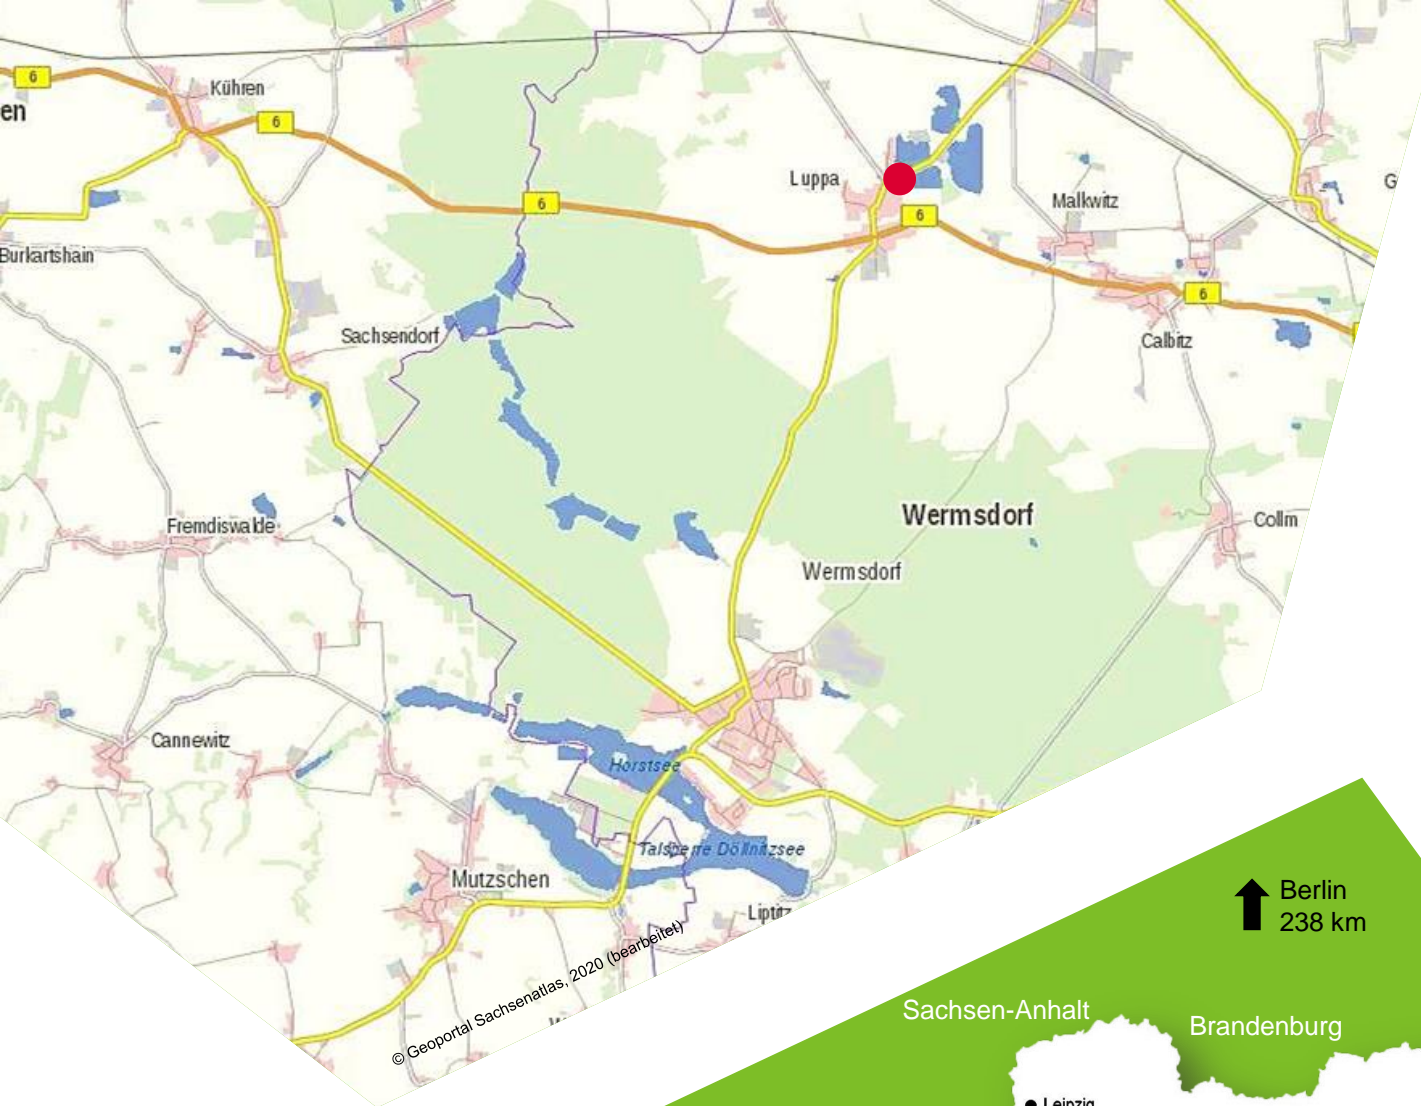 6
Kühren
en
6
Luppa
G
Malkwitz
6
6
Burkartshain
6
Sachsendorf
Calbitz
Wermsdorf
Collm
Fremdiswalde
Wermsdorf
Cannewitz
Horstsee
Talsperre Döllnitzsee
Mutzschen
Liptitz
© Geoportal Sachsenatlas, 2020 (bearbeitet)
Berlin
238 km
Sachsen-Anhalt
Brandenburg
Leipzig